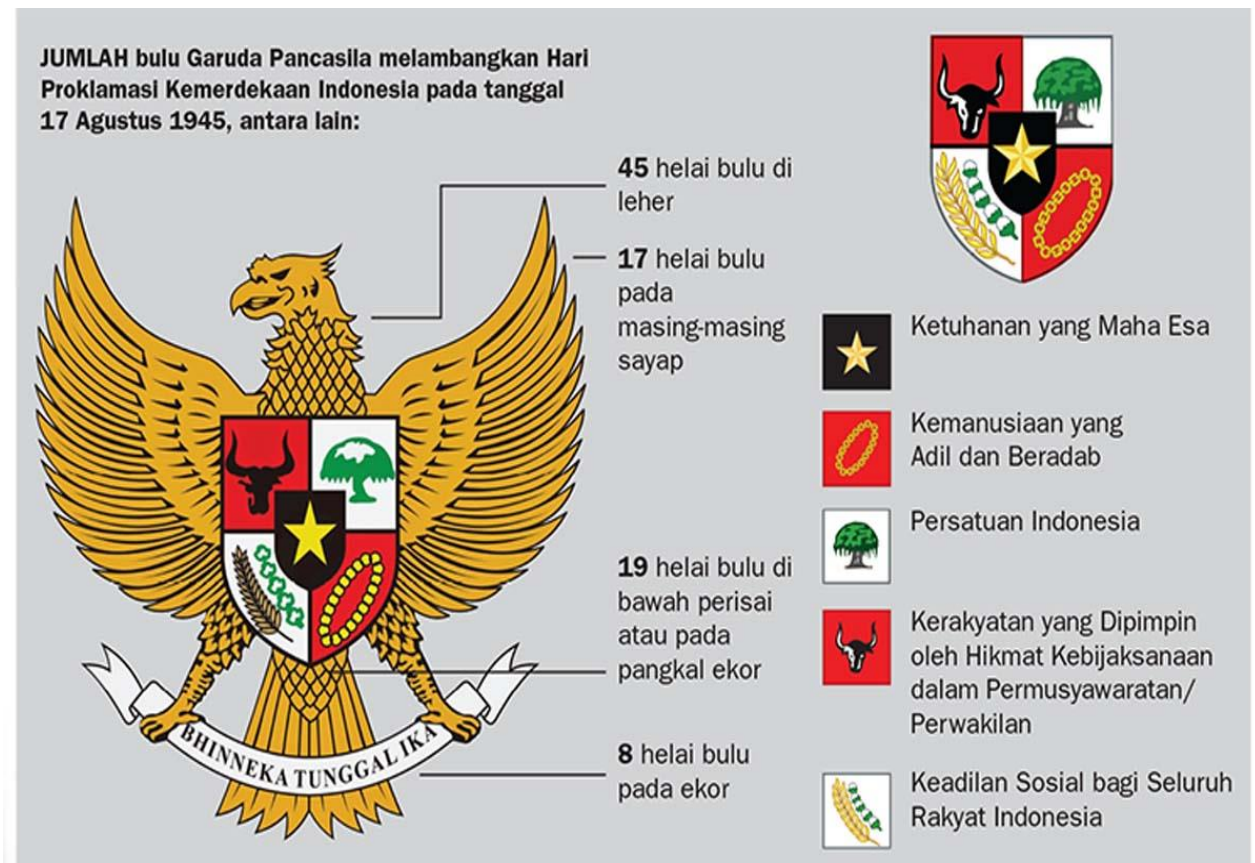 JUMLAH bulu Garuda Pancasila melambangkan Hari
Proklamasi Kemerdekaan Indonesia pada tanggal
17 Agustus 1945, antara lain:
45 helai bulu di
leher
17 helai bulu
pada
masing-masing
sayap
19 helai bulu di
bawah perisai
atau pada
pangkal ekor
8 helai bulu
pada ekor
BHINNEKA TUNGGAL IKA
Ketuhanan yang Maha Esa
Kemanusiaan yang
Adil dan Beradab
Persatuan Indonesia
Kerakyatan yang Dipimpin
oleh Hikmat Kebijaksanaan
dalam Permusyawaratan/
Perwakilan
Keadilan Sosial bagi Seluruh
Rakyat Indonesia